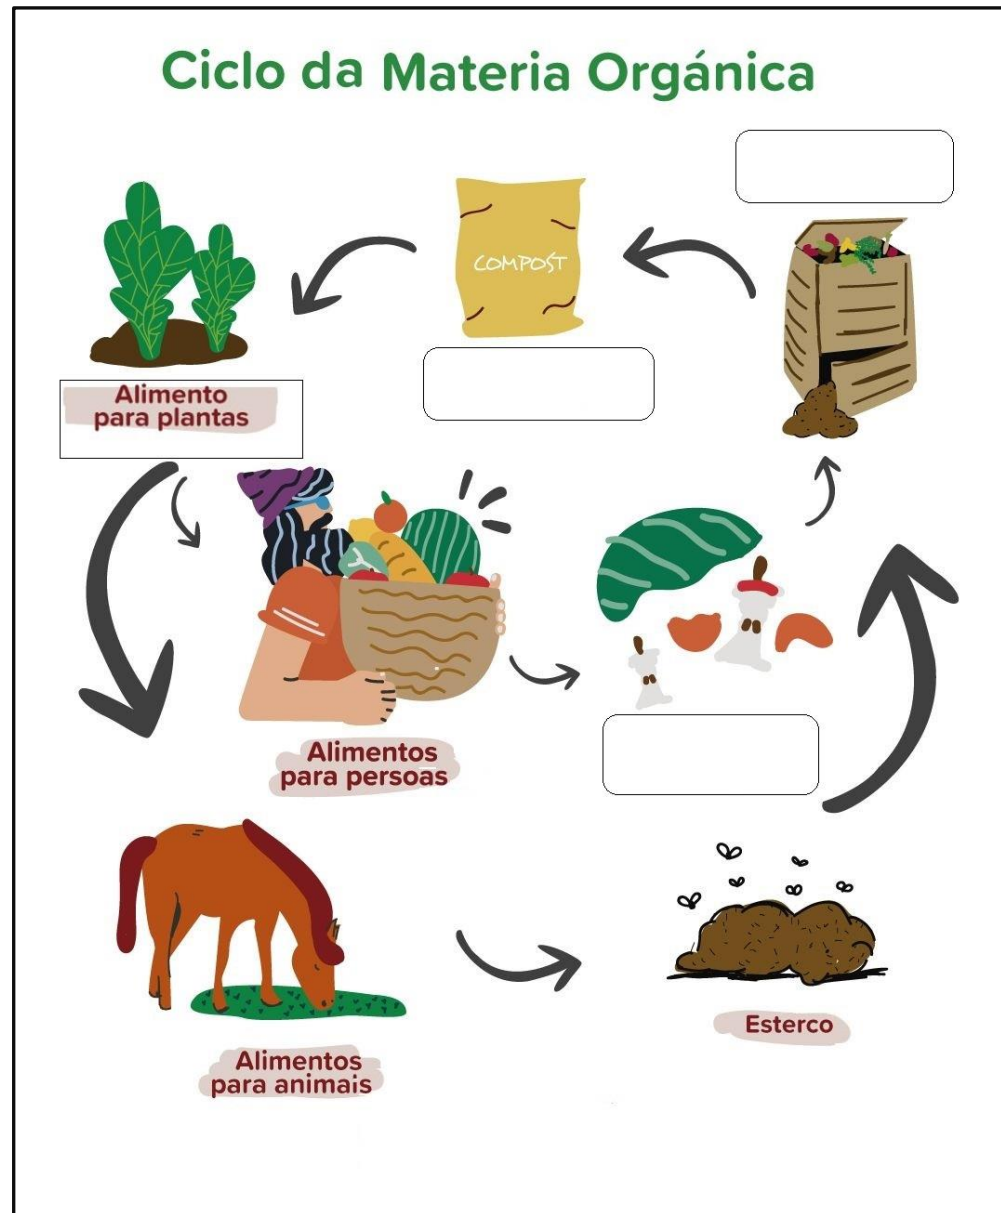 Ciclo da Materia Orgánica
COMPOST
Alimento
para plantas
Alimentos
para persoas
Esterco
Alimentos
para animais